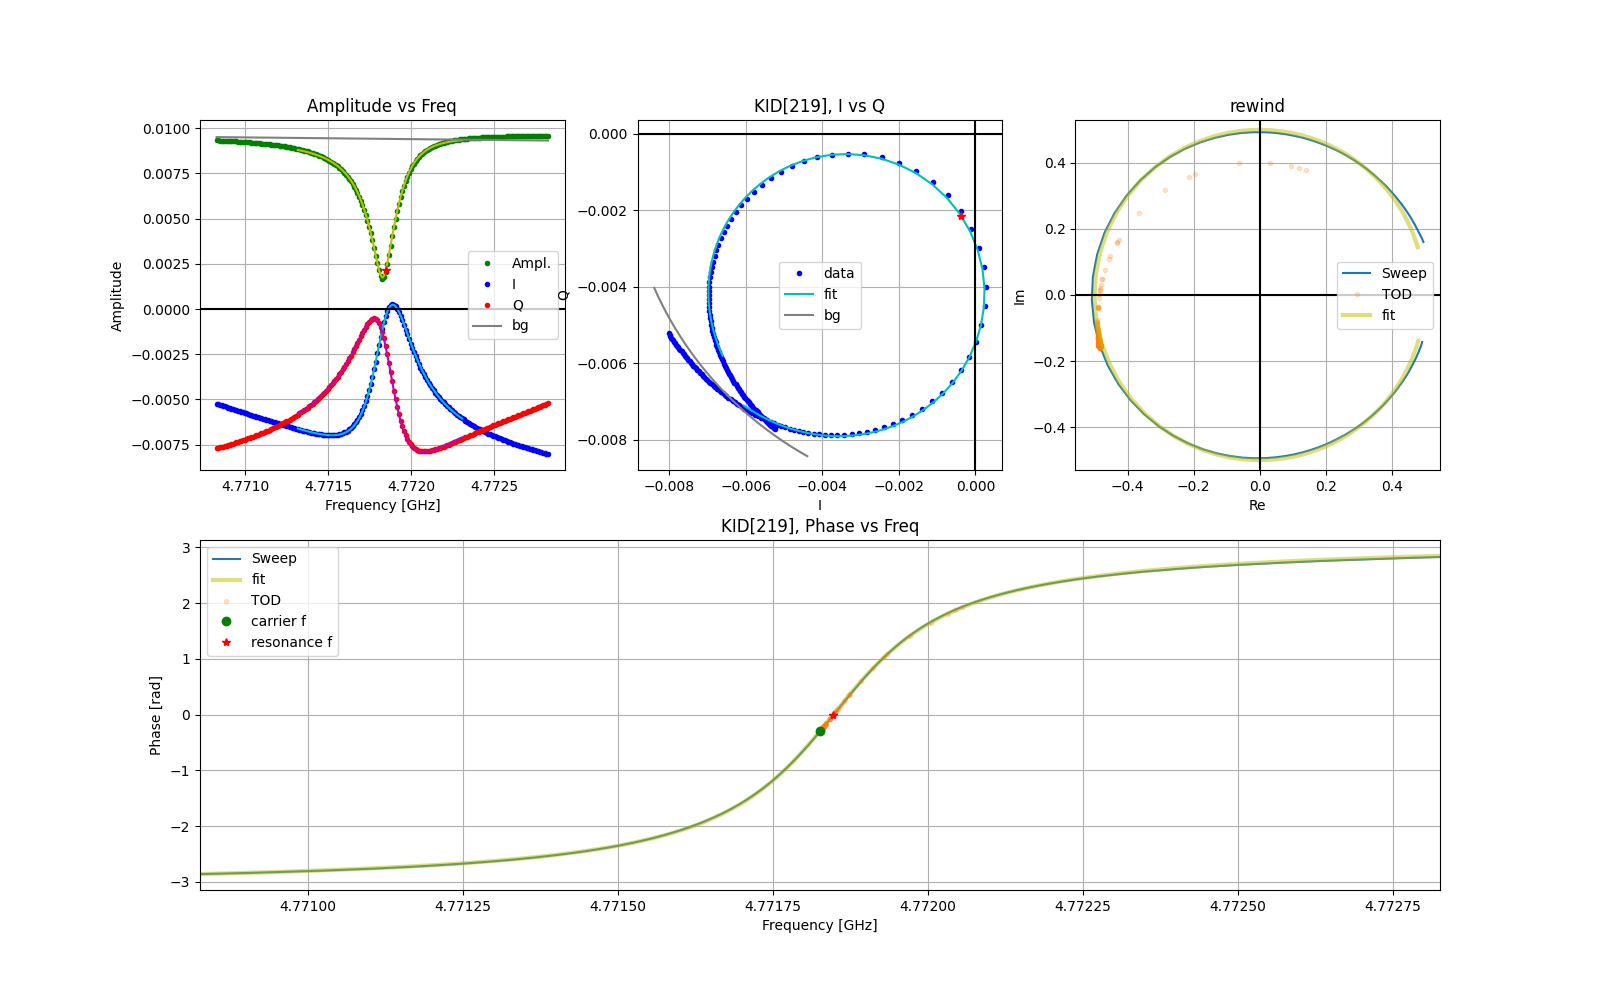 Amplitude vs Freq
Amplitude
0.0100
0.0075
0.0050
0.0025
0.0000
−0.0025
−0.0050
−0.0075
Ampl.
I
Q
bg
4.7710 4.7715 4.7720 4.7725
Frequency [GHz]
KID[219], I vs Q
Q
0.000
−0.002
−0.004
−0.006
−0.008
data
fit
bg
−0.008 −0.006 −0.004 −0.002 0.000
I
rewind
Im
0.4
0.2
0.0
−0.2
−0.4
Sweep
TOD
fit
−0.4 −0.2 0.0 0.2 0.4
Re
KID[219], Phase vs Freq
Phase [rad]
3
2
1
0
−1
−2
−3
Sweep
fit
TOD
carrier f
resonance f
4.77100 4.77125 4.77150 4.77175 4.77200 4.77225 4.77250 4.77275
Frequency [GHz]